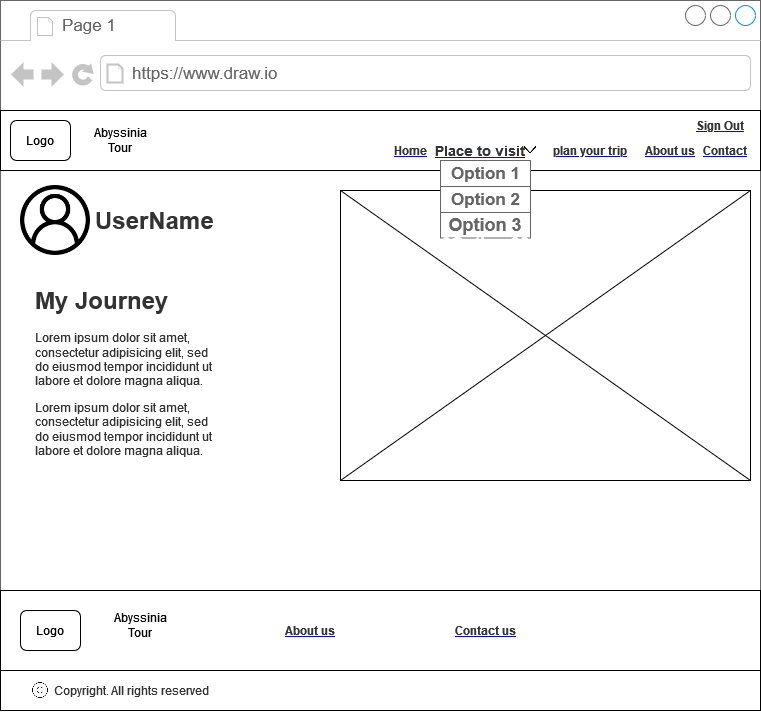 Page 1
https://www.draw.io
Logo
Abyssinia
Tour
Sign Out
Home
Place to visit
plan your trip
About us
Contact
Option 1
Option 2
Option 3
UserName
My Journey
Lorem ipsum dolor sit amet,
consectetur adipisicing elit, sed
do eiusmod tempor incididunt ut
labore et dolore magna aliqua.
Lorem ipsum dolor sit amet,
consectetur adipisicing elit, sed
do eiusmod tempor incididunt ut
labore et dolore magna aliqua.
Logo
Abyssinia
Tour
About us
Contact us
Copyright. All rights reserved